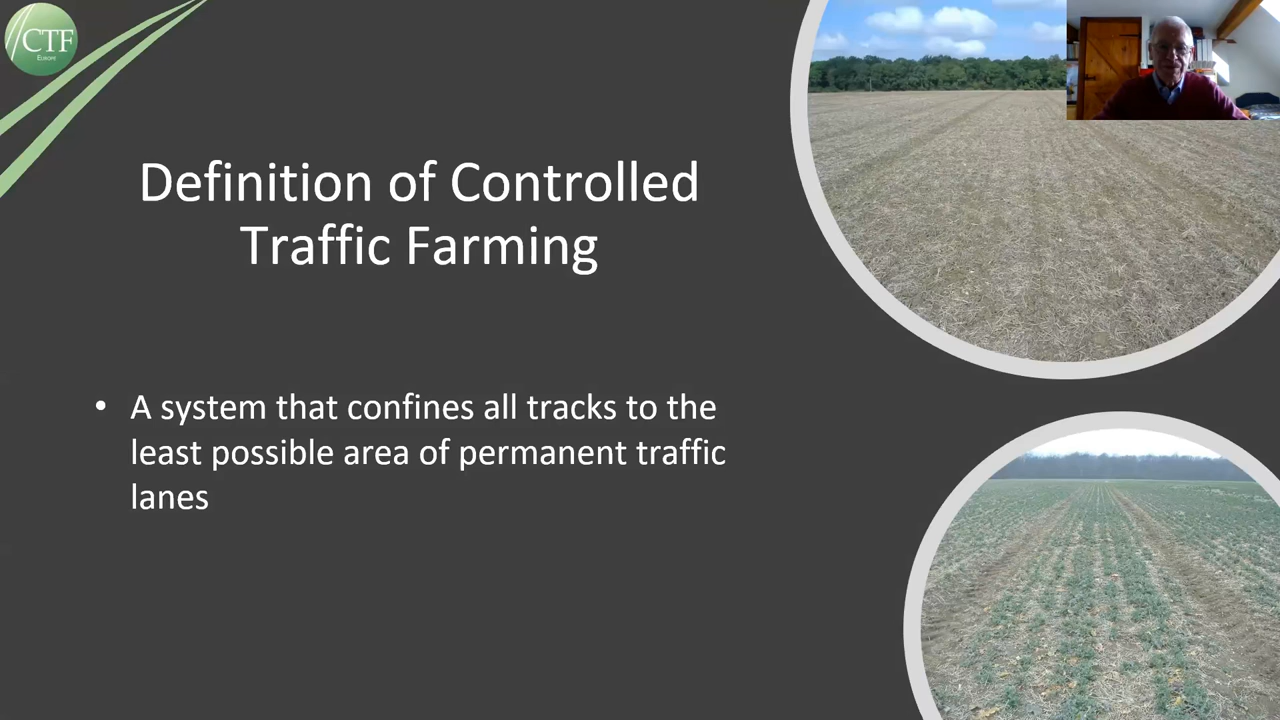 CTF
EUROPE
Definition of Controlled
Traffic Farming
• A system that confines all tracks to the
least possible area of permanent traffic
lanes